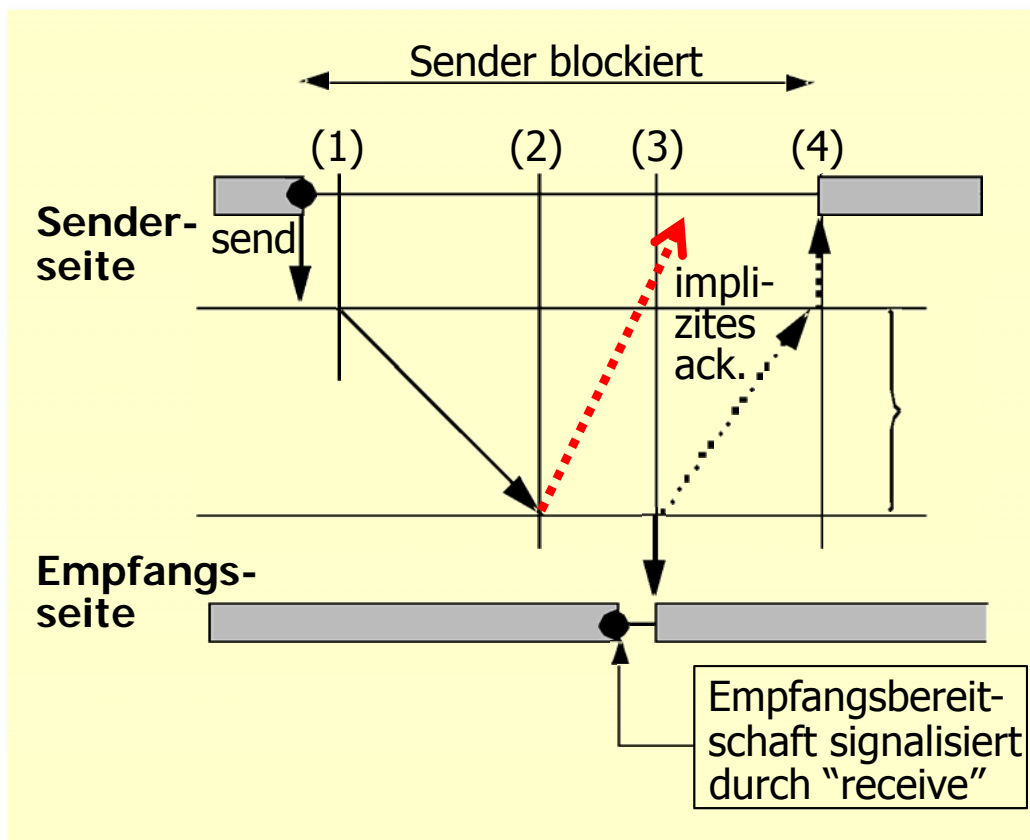 Sender blockiert
(1) (2) (3) (4)
Sender-
seite
send
impli-
zites
ack.
Empfangs-
seite
Empfangsbereit-
schaft signalisiert
durch “receive”